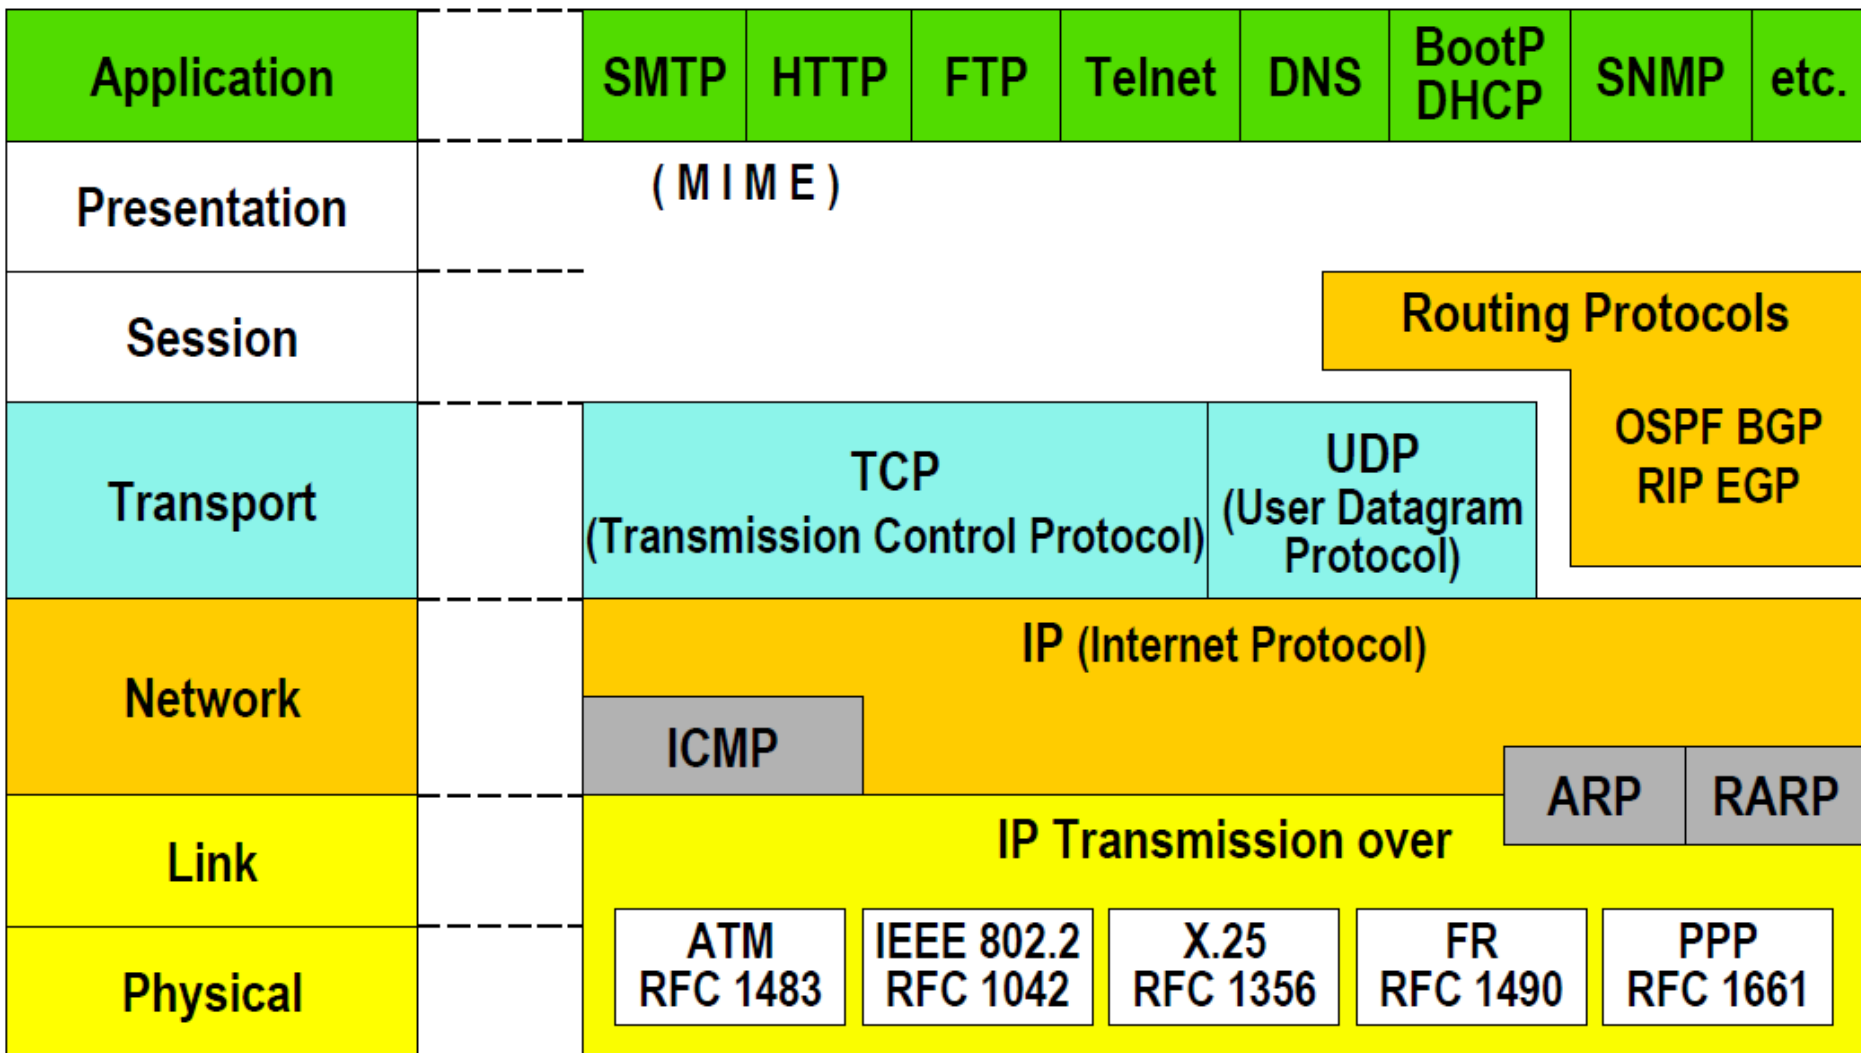 Application
SMTP HTTP FTP Telnet DNS BootP DHCP SNMP etc.
Presentation
( M I M E )
Session
Routing Protocols
OSPF BGP
RIP EGP
Transport
TCP
(Transmission Control Protocol)
UDP
(User Datagram
Protocol)
Network
IP (Internet Protocol)
ICMP
ARP RARP
Link
IP Transmission over
Physical
ATM
RFC 1483
IEEE 802.2
RFC 1042
X.25
RFC 1356
FR
RFC 1490
PPP
RFC 1661